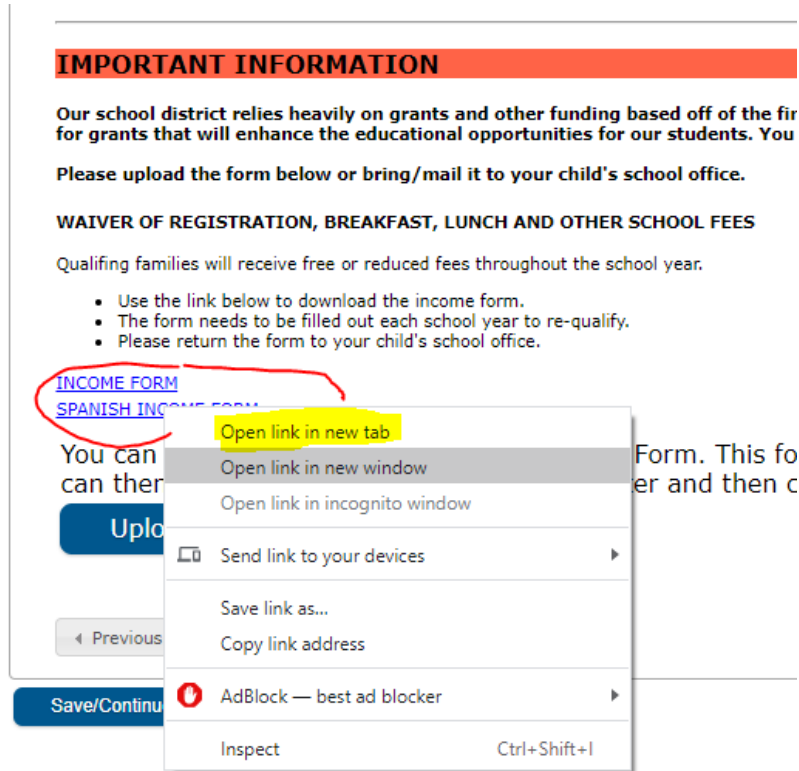 IMPORTANT INFORMATION
Our school district relies heavily on grants and other funding based off of the
for grants that will enhance the educational opportunities for our students. You
Please upload the form below or bring/mail it to your child's school office.
WAIVER OF REGISTRATION, BREAKFAST, LUNCH AND OTHER SCHOOL FEES
Qualifing families will receive free or reduced fees throughout the school year.
• Use the link below to download the income form.
• The form needs to be filled out each school year to re-qualify.
• Please return the form to your child's school office.
INCOME FORM
SPANISH INCOME FORM
Open link in new tab
You can Form. This
Open link in new window
can and then
Open link in incognito window
Send link to your devices
Save link as...
Previous
Copy link address
AdBlock — best ad blocker
Inspect Ctrl+Shift+I